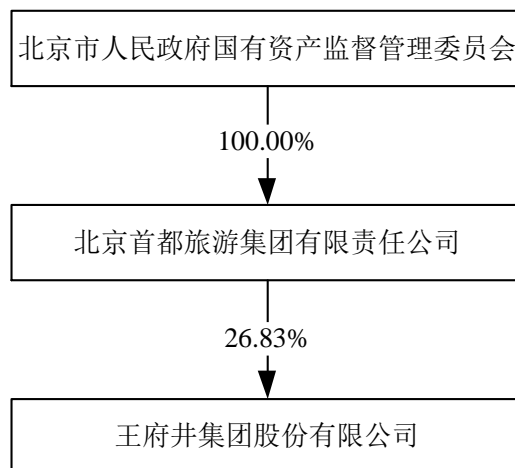 北京市人民政府国有资产监督管理委员会
100.00%
北京首都旅游集团有限责任公司
26.83%
王府井集团股份有限公司